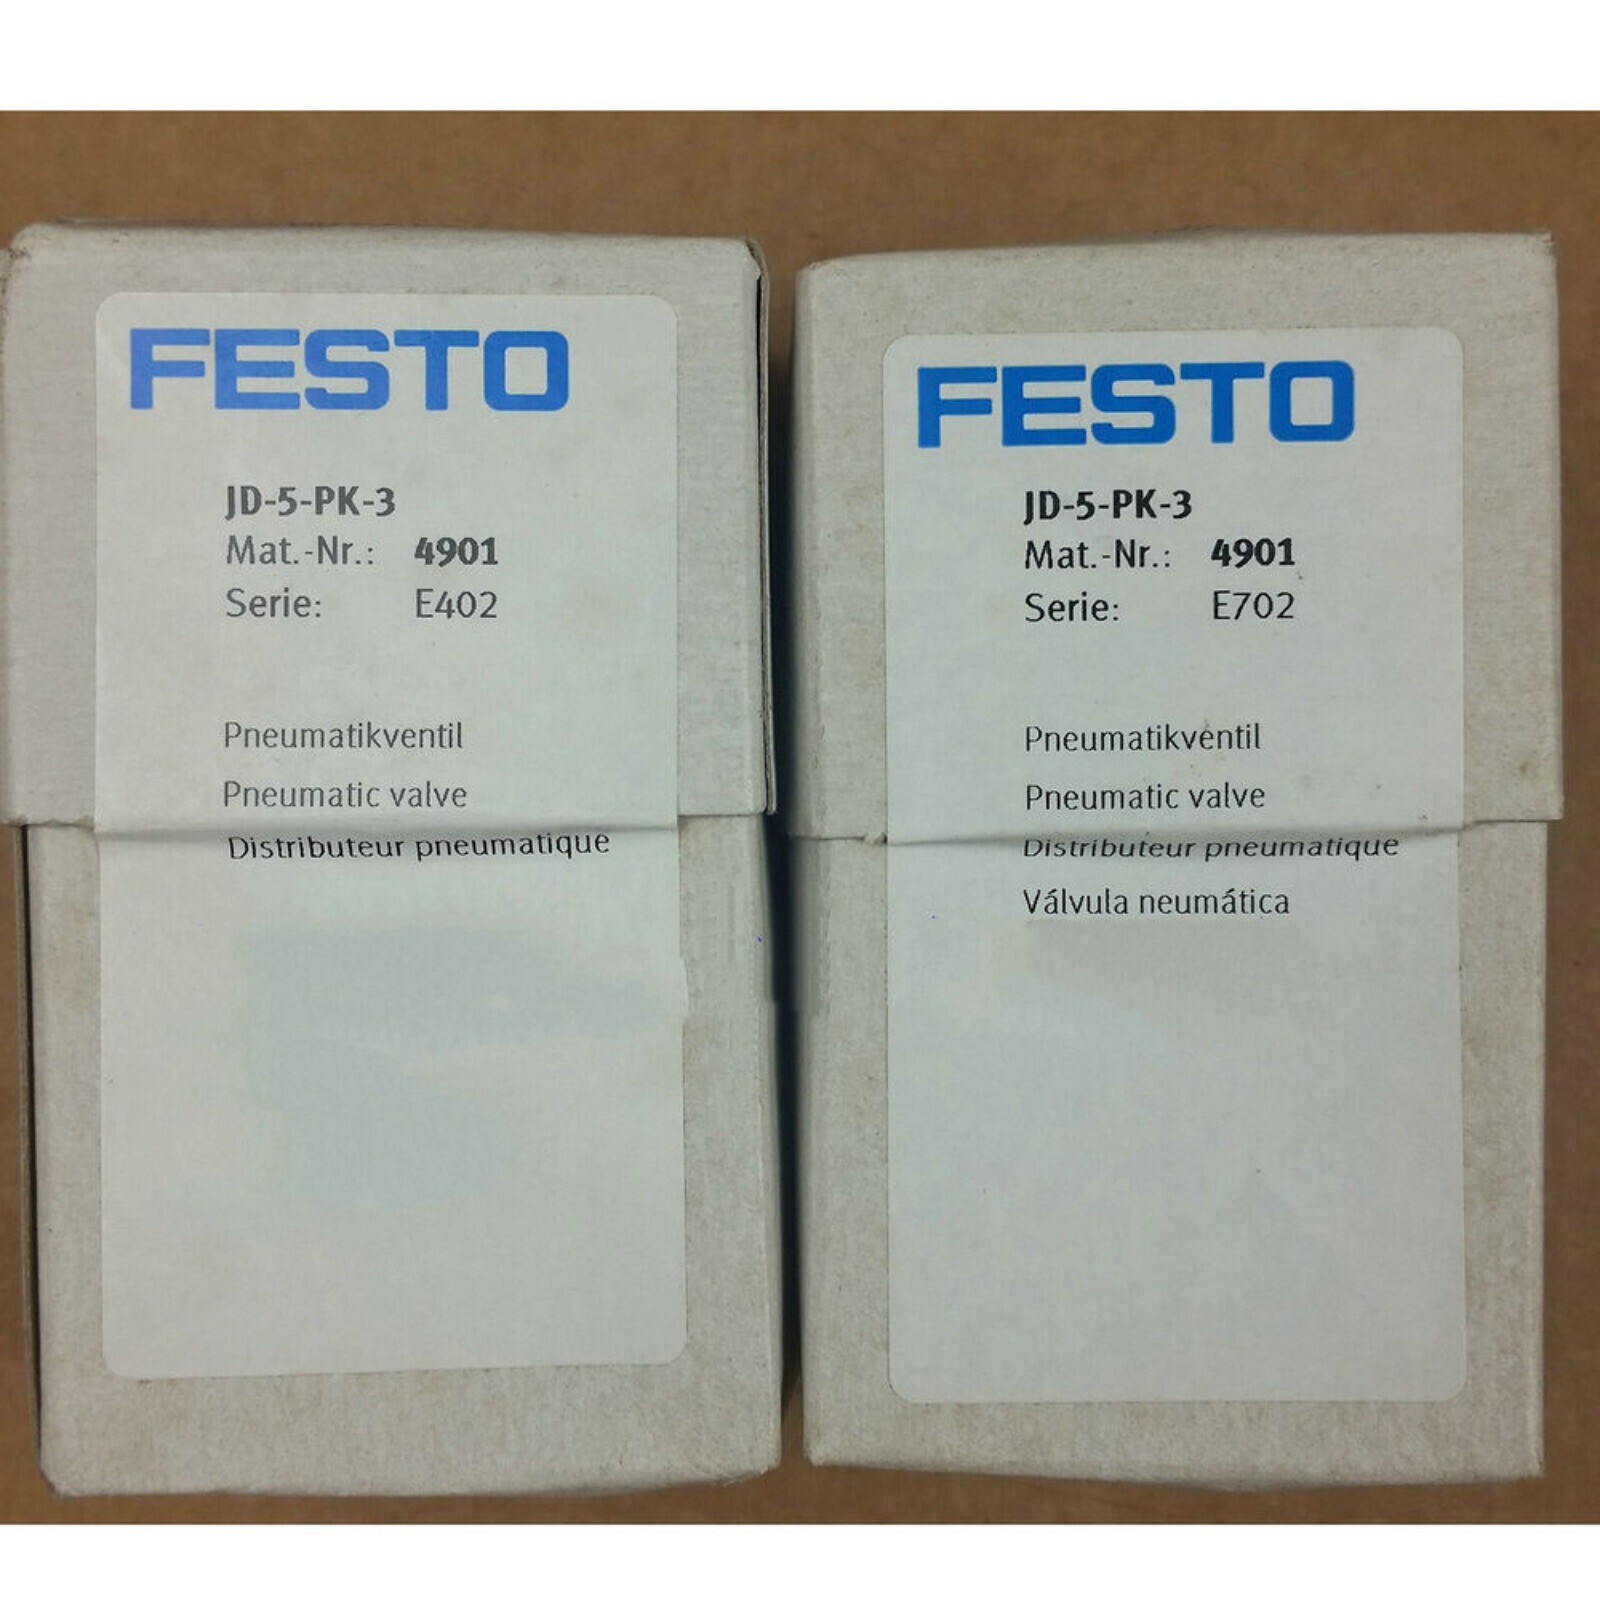 FESTO
JD-5-PK-3
Mat.-Nr.: 4901
Serie: E402
Pneumatikventil
Pneumatic valve
Distributeur pneumatique
FESTO
JD-5-PK-3
Mat.-Nr.: 4901
Serie: E702
Pneumatikventil
Pneumatic valve
Distributeur pneumatique
Válvula neumática